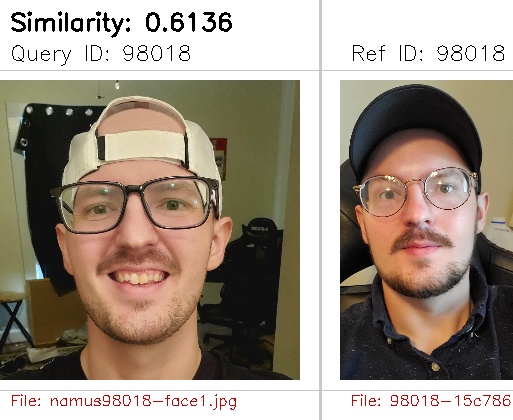 Similarity: 0.6136
Query ID: 98018
Ref ID: 98018
File: namus98018-face1.jpg
File: 98018-15c786